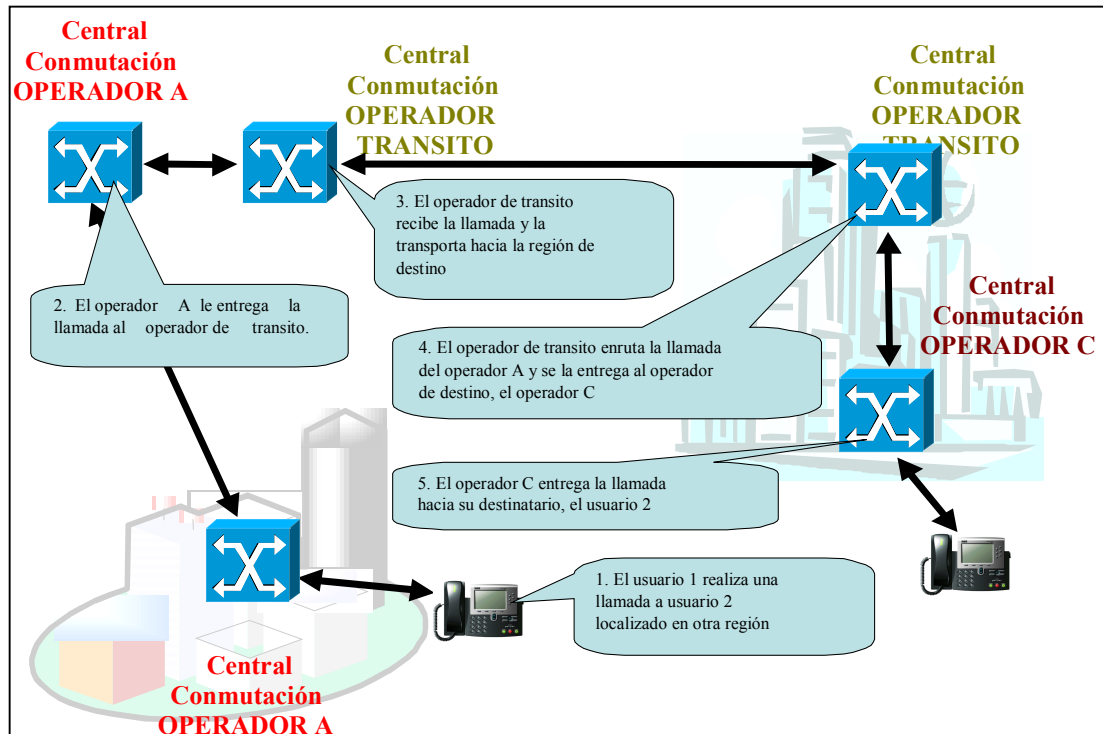 Central
Conmutación
OPERADOR A
Central
Conmutación
OPERADOR
TRANSITO
Central
Conmutación
OPERADOR
TRANSITO
3. El operador de transito
recibe la llamada y la
transporta hacia la región de
destino
2. El operador A le entrega la
llamada al operador de transito.
Central
Conmutación
OPERADOR C
4. El operador de transito enruta la llamada
del operador A y se la entrega al operador
de destino, el operador C
5. El operador C entrega la llamada
hacia su destinatario, el usuario 2
1. El usuario 1 realiza una
llamada a usuario 2
localizado en otra región
Central
Conmutación
OPERADOR A